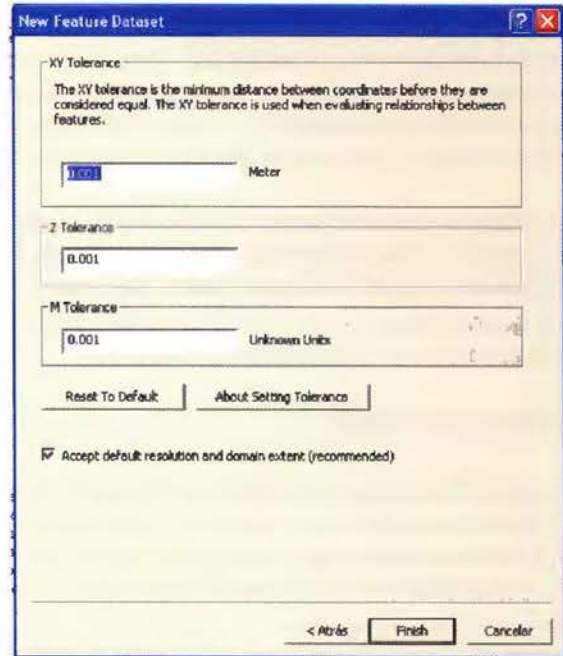 New Feature Dataset
XY Tolerance
The XY tolerance is the minimum distance between coordinates before they are
considered equal. The XY tolerance is used when evaluating relationships between
features.
0.001 Meter
Z Tolerance
0.001
M Tolerance
0.001 Unknown Units
Reset To Default About Setting Tolerance
Accept default resolution and domain extent (recommended)
< Atrás Finish Cancelar